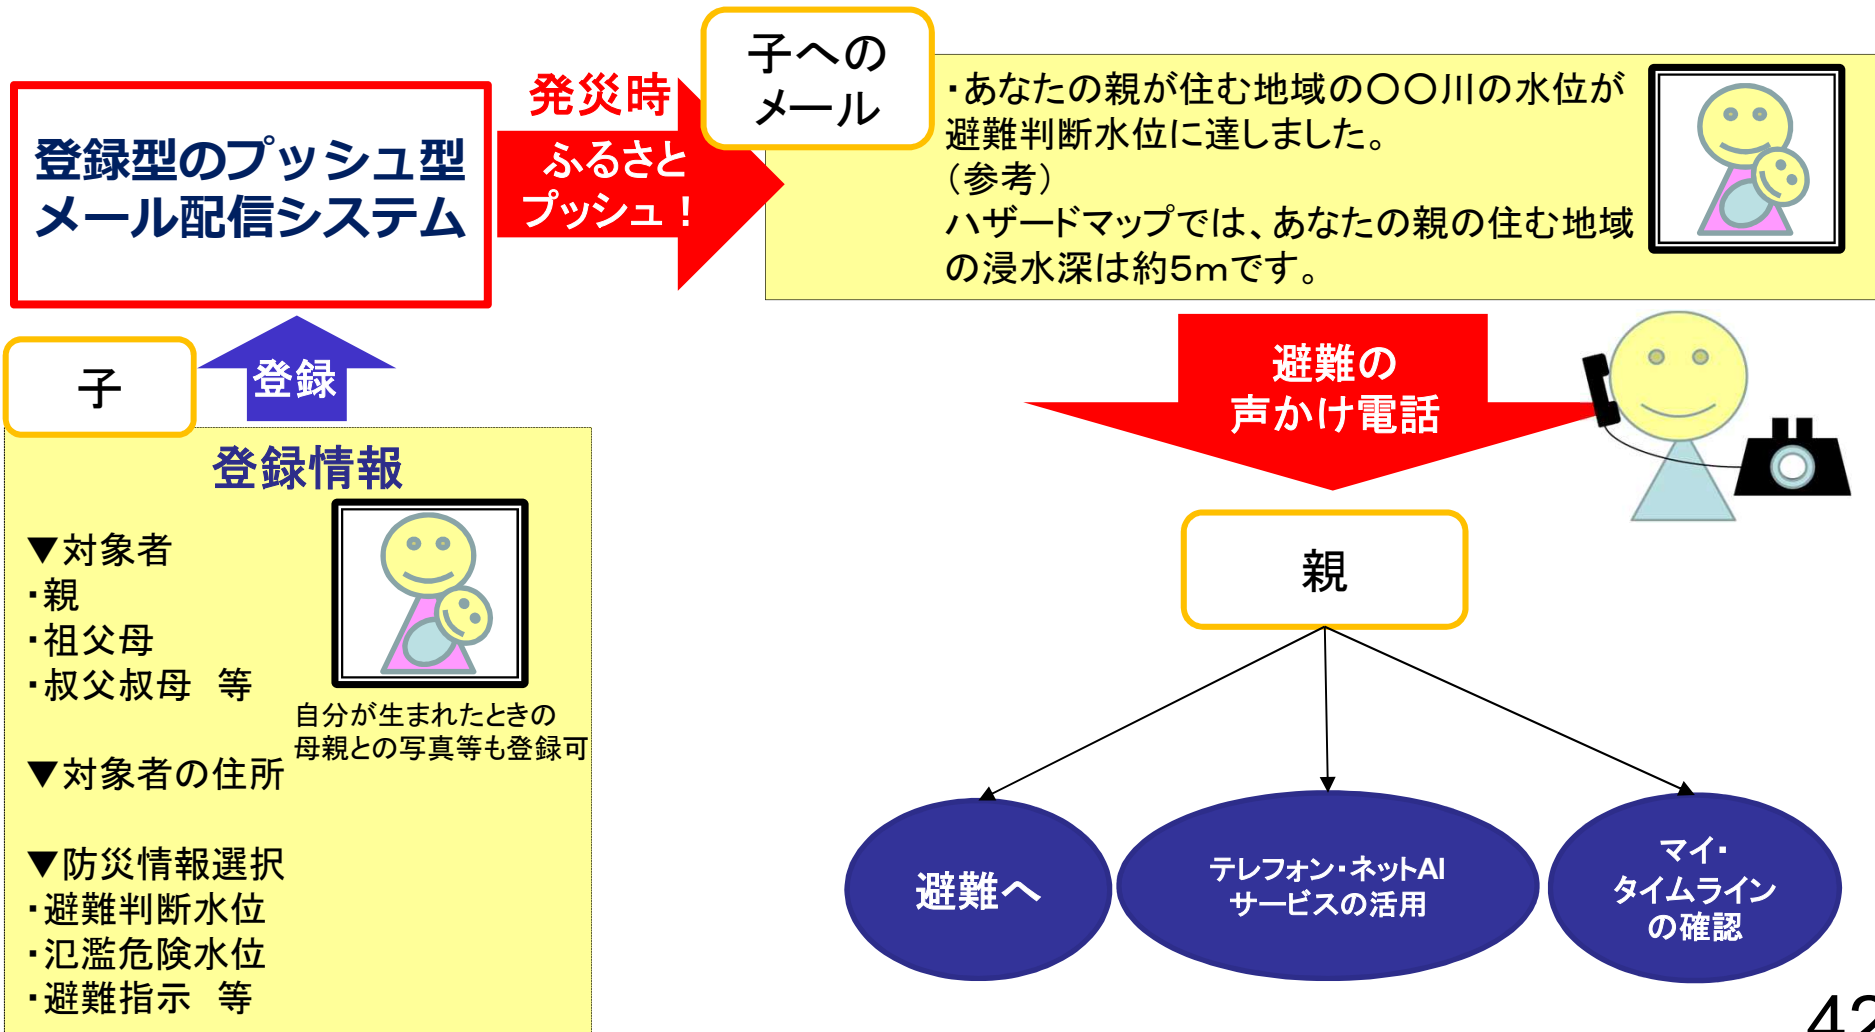 登録型のプッシュ型
メール配信システム
発災時
ふるさと
プッシュ！
子への
メール
・あなたの親が住む地域の〇〇川の水位が
避難判断水位に達しました。
（参考）
ハザードマップでは、あなたの親の住む地域
の浸水深は約5ｍです。
子
登録
登録情報
▼対象者
・親
・祖父母
・叔父叔母　等
自分が生まれたときの
母親との写真等も登録可
▼対象者の住所
▼防災情報選択
・避難判断水位
・氾濫危険水位
・避難指示　等
避難の
声かけ電話
親
避難へ
テレフォン・ネットAI
サービスの活用
マイ・
タイムライン
の確認
42